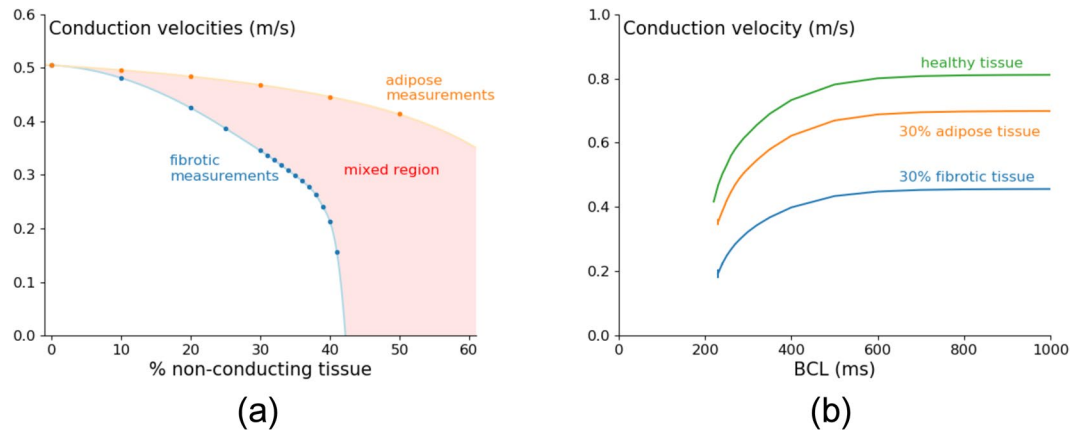 Conduction velocities (m/s)
0.6
0.5
0.4
0.3
0.2
0.1
0.0
adipose
measurements
fibrotic
measurements
mixed region
0
10
20
30
40
50
60
% non-conducting tissue
(a)
Conduction velocity (m/s)
1.0
0.8
0.6
0.4
0.2
0.0
healthy tissue
30% adipose tissue
30% fibrotic tissue
0
200
400
600
800
1000
BCL (ms)
(b)